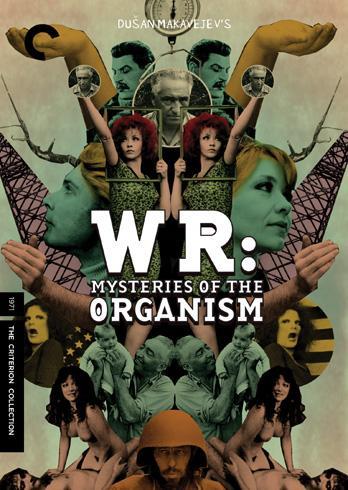 DUŠAN MAKAVEJEV'S
WR:
MYSTERIES OF THE
ORGANISM
1971
THE CRITERION COLLECTION